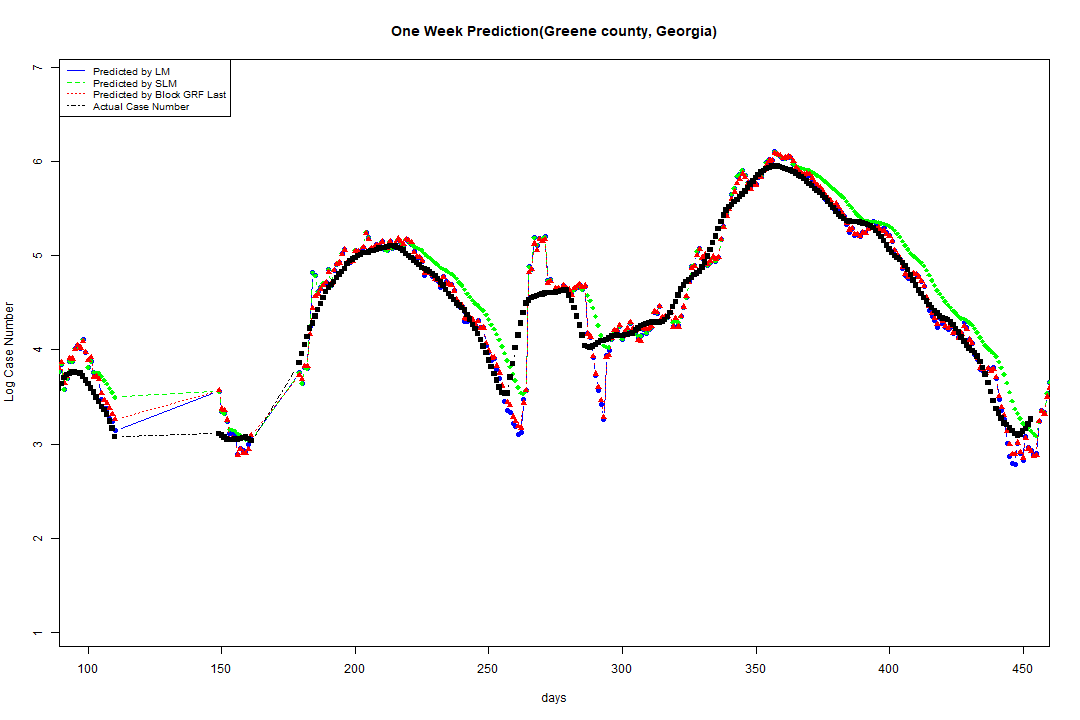 One Week Prediction(Greene county, Georgia)
Predicted by LM
Predicted by SLM
Predicted by Block GRF Last
Actual Case Number
7
6
5
4
3
2
1
Log Case Number
100 150 200 250 300 350 400 450
days